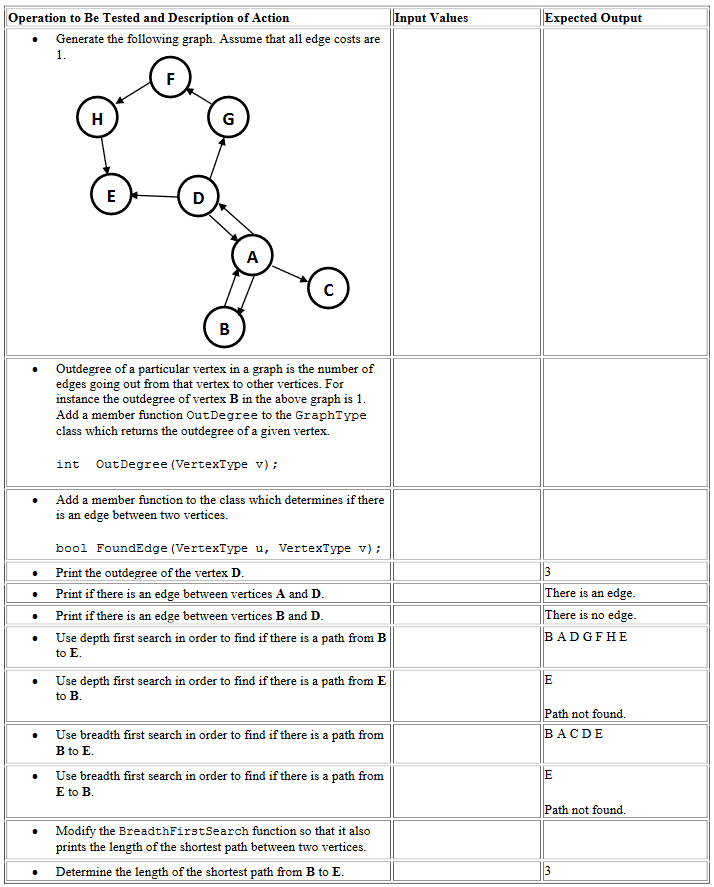 Operation to Be Tested and Description of Action
Input Values
Expected Output
• Generate the following graph. Assume that all edge costs are
1.
F
H
G
E
D
A
C
B
• Outdegree of a particular vertex in a graph is the number of
edges going out from that vertex to other vertices. For
instance the outdegree of vertex B in the above graph is 1.
Add a member function OutDegree to the GraphType
class which returns the outdegree of a given vertex.
int OutDegree(VertexType v);
• Add a member function to the class which determines if there
is an edge between two vertices.
bool FoundEdge(VertexType u, VertexType v);
• Print the outdegree of the vertex D.
3
• Print if there is an edge between vertices A and D.
There is an edge.
• Print if there is an edge between vertices B and D.
There is no edge.
• Use depth first search in order to find if there is a path from B
to E.
B A D G F H E
• Use depth first search in order to find if there is a path from E
to B.
E
Path not found.
• Use breadth first search in order to find if there is a path from
B to E.
B A C D E
• Use breadth first search in order to find if there is a path from
E to B.
E
Path not found.
• Modify the BreadthFirstSearch function so that it also
prints the length of the shortest path between two vertices.
• Determine the length of the shortest path from B to E.
3